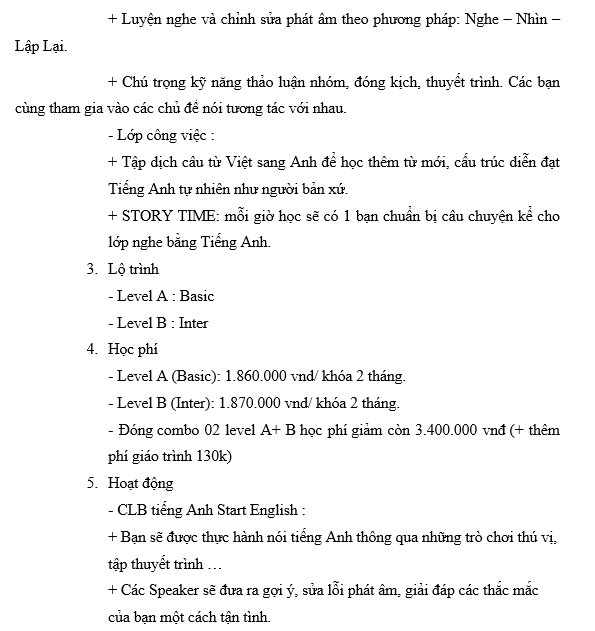 + Luyện nghe và chỉnh sửa phát âm theo phương pháp: Nghe – Nhìn –
Lập Lại.
+ Chú trọng kỹ năng thảo luận nhóm, đóng kịch, thuyết trình. Các bạn
cùng tham gia vào các chủ đề nói tương tác với nhau.
- Lớp công việc :
+ Tập dịch câu từ Việt sang Anh để học thêm từ mới, cấu trúc diễn đạt
Tiếng Anh tự nhiên như người bản xứ.
+ STORY TIME: mỗi giờ học sẽ có 1 bạn chuẩn bị câu chuyện kể cho
lớp nghe bằng Tiếng Anh.
3. Lộ trình
- Level A : Basic
- Level B : Inter
4. Học phí
- Level A (Basic): 1.860.000 vnd/ khóa 2 tháng.
- Level B (Inter): 1.870.000 vnd/ khóa 2 tháng.
- Đóng combo 02 level A+ B học phí giảm còn 3.400.000 vnđ (+ thêm
phí giáo trình 130k)
5. Hoạt động
- CLB tiếng Anh Start English :
+ Bạn sẽ được thực hành nói tiếng Anh thông qua những trò chơi thú vị,
tập thuyết trình …
+ Các Speaker sẽ đưa ra gợi ý, sửa lỗi phát âm, giải đáp các thắc mắc
của bạn một cách tận tình.